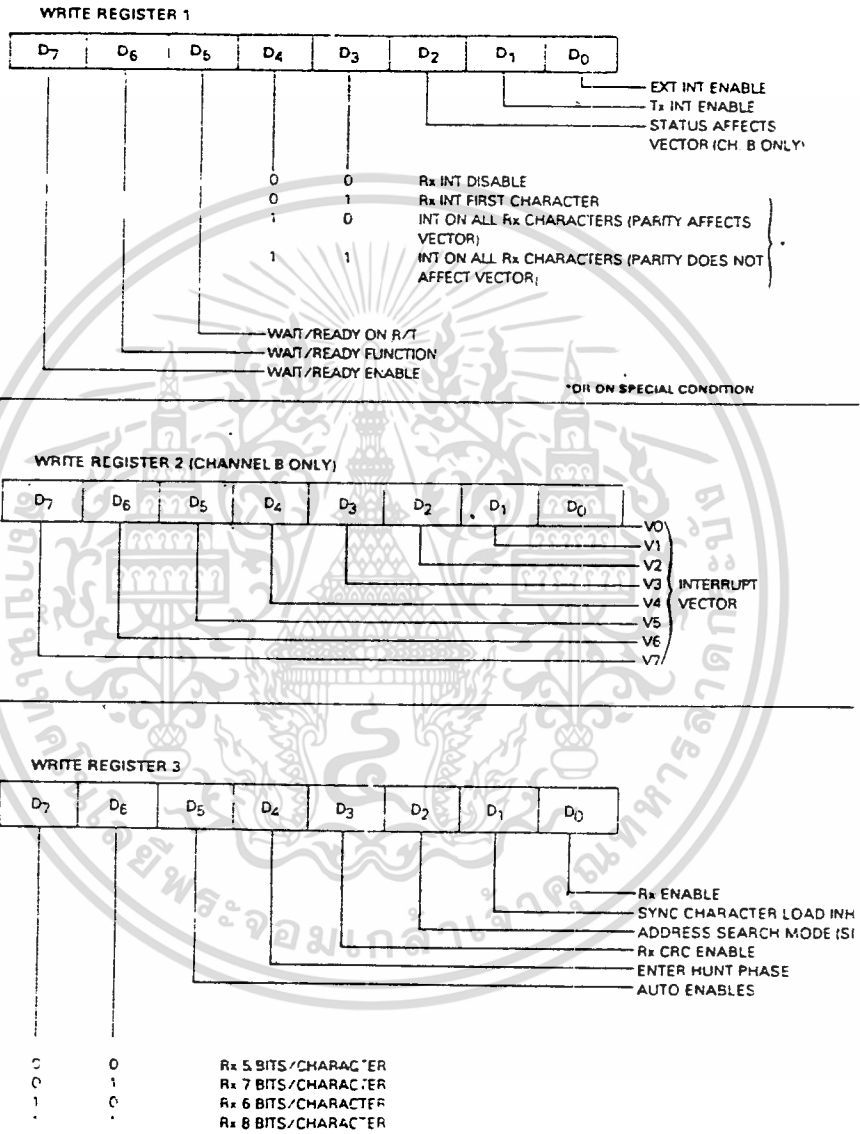 WRITE REGISTER 1
D7 D6 D5 D4 D3 D2 D1 D0
EXT INT ENABLE
Tx INT ENABLE
STATUS AFFECTS
VECTOR (CH. B ONLY)
0 0 Rx INT DISABLE
0 1 Rx INT FIRST CHARACTER
1 0 INT ON ALL Rx CHARACTERS (PARITY AFFECTS
VECTOR)
1 1 INT ON ALL Rx CHARACTERS (PARITY DOES NOT
AFFECT VECTOR)
WAIT/READY ON R/T
WAIT/READY FUNCTION
WAIT/READY ENABLE
*OR ON SPECIAL CONDITION
WRITE REGISTER 2 (CHANNEL B ONLY)
D7 D6 D5 D4 D3 D2 D1 D0
V0
V1
V2
V3 INTERRUPT
V4 VECTOR
V5
V6
V7
WRITE REGISTER 3
D7 D6 D5 D4 D3 D2 D1 D0
Rx ENABLE
SYNC CHARACTER LOAD INH
ADDRESS SEARCH MODE (SI
Rx CRC ENABLE
ENTER HUNT PHASE
AUTO ENABLES
0 0 Rx 5 BITS/CHARACTER
0 1 Rx 7 BITS/CHARACTER
1 0 Rx 6 BITS/CHARACTER
Rx 8 BITS/CHARACTER